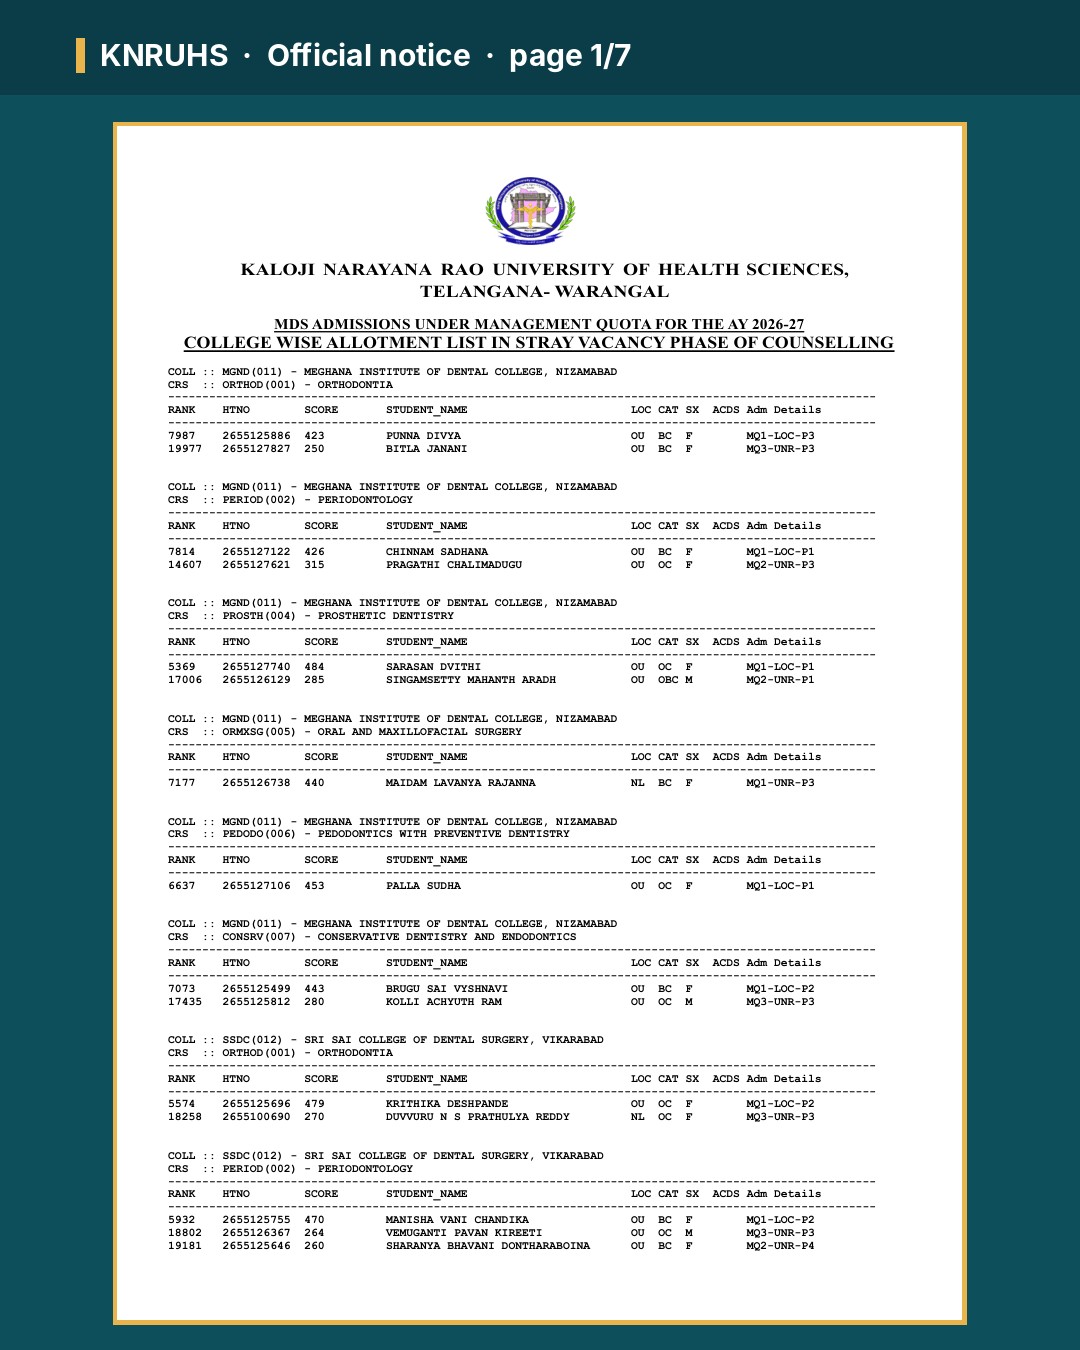 KNRUHS · Official notice · page 1/7
KALOJI NARAYANA RAO UNIVERSITY OF HEALTH SCIENCES,
TELANGANA- WARANGAL
MDS ADMISSIONS UNDER MANAGEMENT QUOTA FOR THE AY 2026-27
COLLEGE WISE ALLOTMENT LIST IN STRAY VACANCY PHASE OF COUNSELLING
COLL :: MGND(011) - MEGHANA INSTITUTE OF DENTAL COLLEGE, NIZAMABAD
CRS :: ORTHOD(001) - ORTHODONTIA
RANK HTNO SCORE STUDENT_NAME LOC CAT SX ACDS Adm Details
7987 2655125886 423 PUNNA DIVYA OU BC F MQ1-LOC-P3
19977 2655127827 250 BITLA JANANI OU BC F MQ3-UNR-P3
COLL :: MGND(011) - MEGHANA INSTITUTE OF DENTAL COLLEGE, NIZAMABAD
CRS :: PERIOD(002) - PERIODONTOLOGY
RANK HTNO SCORE STUDENT_NAME LOC CAT SX ACDS Adm Details
7814 2655127122 426 CHINNAM SADHANA OU BC F MQ1-LOC-P1
14607 2655127621 315 PRAGATHI CHALIMADUGU OU OC F MQ2-UNR-P3
COLL :: MGND(011) - MEGHANA INSTITUTE OF DENTAL COLLEGE, NIZAMABAD
CRS :: PROSTH(004) - PROSTHETIC DENTISTRY
RANK HTNO SCORE STUDENT_NAME LOC CAT SX ACDS Adm Details
5369 2655127740 484 SARASAN DVITHI OU OC F MQ1-LOC-P1
17006 2655126129 285 SINGAMSETTY MAHANTH ARADH OU OBC M MQ2-UNR-P1
COLL :: MGND(011) - MEGHANA INSTITUTE OF DENTAL COLLEGE, NIZAMABAD
CRS :: ORMXSG(005) - ORAL AND MAXILLOFACIAL SURGERY
RANK HTNO SCORE STUDENT_NAME LOC CAT SX ACDS Adm Details
7177 2655126738 440 MAIDAM LAVANYA RAJANNA NL BC F MQ1-UNR-P3
COLL :: MGND(011) - MEGHANA INSTITUTE OF DENTAL COLLEGE, NIZAMABAD
CRS :: PEDODO(006) - PEDODONTICS WITH PREVENTIVE DENTISTRY
RANK HTNO SCORE STUDENT_NAME LOC CAT SX ACDS Adm Details
6637 2655127106 453 PALLA SUDHA OU OC F MQ1-LOC-P1
COLL :: MGND(011) - MEGHANA INSTITUTE OF DENTAL COLLEGE, NIZAMABAD
CRS :: CONSRV(007) - CONSERVATIVE DENTISTRY AND ENDODONTICS
RANK HTNO SCORE STUDENT_NAME LOC CAT SX ACDS Adm Details
7073 2655125499 443 BRUGU SAI VYSHNAVI OU BC F MQ1-LOC-P2
17435 2655125812 280 KOLLI ACHYUTH RAM OU OC M MQ3-UNR-P3
COLL :: SSDC(012) - SRI SAI COLLEGE OF DENTAL SURGERY, VIKARABAD
CRS :: ORTHOD(001) - ORTHODONTIA
RANK HTNO SCORE STUDENT_NAME LOC CAT SX ACDS Adm Details
5574 2655125696 479 KRITHIKA DESHPANDE OU OC F MQ1-LOC-P2
18258 2655100690 270 DUVVURU N S PRATHULYA REDDY NL OC F MQ3-UNR-P3
COLL :: SSDC(012) - SRI SAI COLLEGE OF DENTAL SURGERY, VIKARABAD
CRS :: PERIOD(002) - PERIODONTOLOGY
RANK HTNO SCORE STUDENT_NAME LOC CAT SX ACDS Adm Details
5932 2655125755 470 MANISHA VANI CHANDIKA OU BC F MQ1-LOC-P2
18802 2655126367 264 VEMUGANTI PAVAN KIREETI OU OC M MQ3-UNR-P3
19181 2655125646 260 SHARANYA BHAVANI DONTHARABOINA OU BC F MQ2-UNR-P4